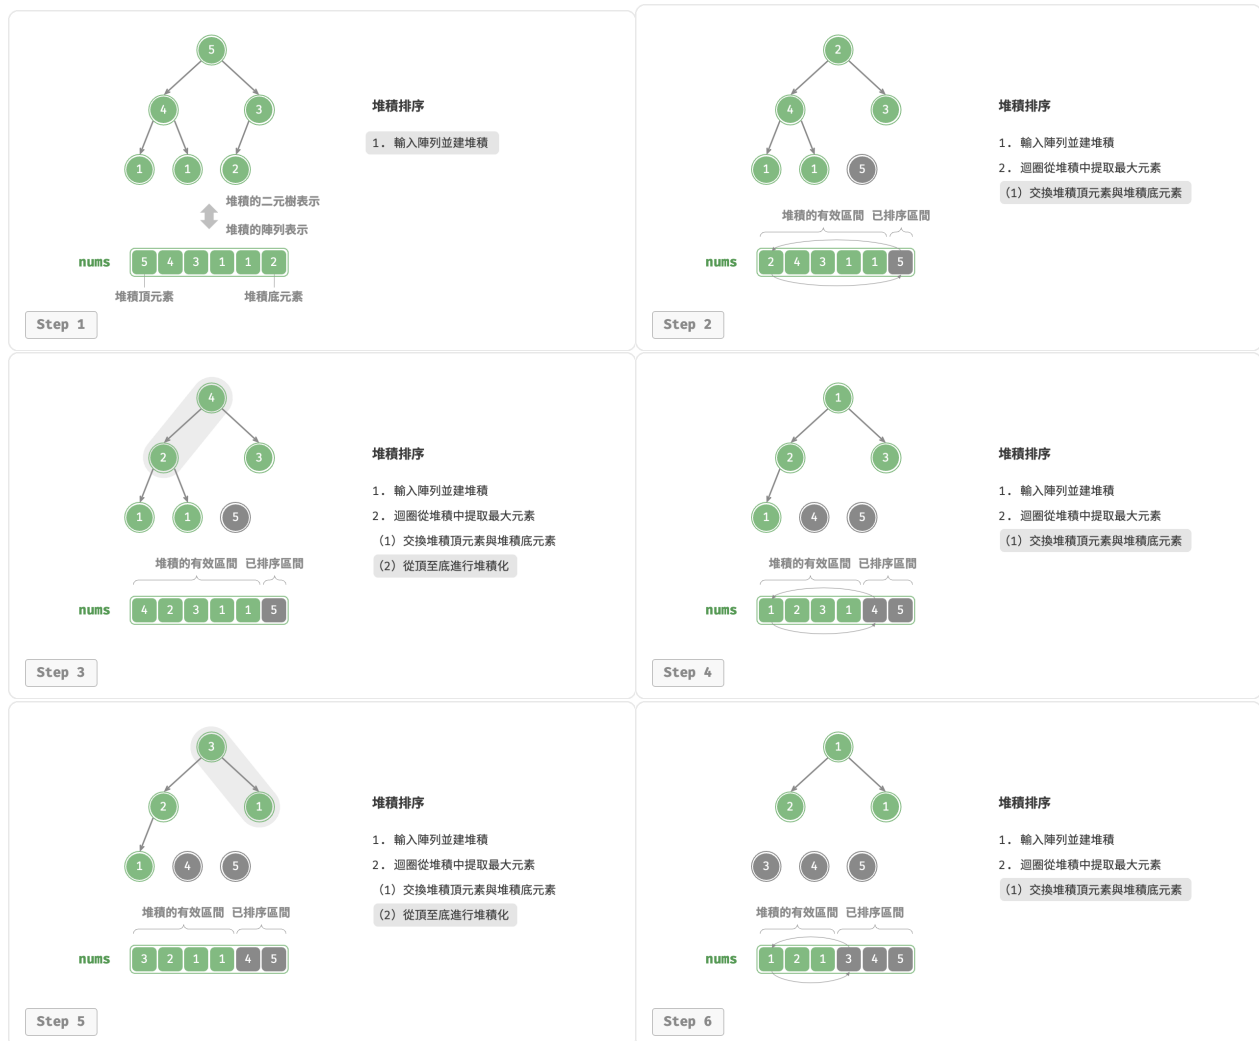 5
堆積排序
4
3
1. 輸入陣列並建堆積
1
1
2
堆積的二元樹表示
堆積的陣列表示
nums
5 4 3 1 1 2
堆積頂元素
堆積底元素
Step 1
2
堆積排序
4
3
1. 輸入陣列並建堆積
2. 迴圈從堆積中提取最大元素
1
1
5
(1) 交換堆積頂元素與堆積底元素
堆積的有效區間 已排序區間
nums
2 4 3 1 1 5
Step 2
4
堆積排序
2
3
1. 輸入陣列並建堆積
2. 迴圈從堆積中提取最大元素
1
1
5
(1) 交換堆積頂元素與堆積底元素
(2) 從頂至底進行堆積化
堆積的有效區間 已排序區間
nums
4 2 3 1 1 5
Step 3
1
堆積排序
2
3
1. 輸入陣列並建堆積
2. 迴圈從堆積中提取最大元素
1
4
5
(1) 交換堆積頂元素與堆積底元素
堆積的有效區間 已排序區間
nums
1 2 3 1 4 5
Step 4
3
堆積排序
2
1
1. 輸入陣列並建堆積
2. 迴圈從堆積中提取最大元素
1
4
5
(1) 交換堆積頂元素與堆積底元素
(2) 從頂至底進行堆積化
堆積的有效區間 已排序區間
nums
3 2 1 1 4 5
Step 5
1
堆積排序
2
1
1. 輸入陣列並建堆積
2. 迴圈從堆積中提取最大元素
3
4
5
(1) 交換堆積頂元素與堆積底元素
堆積的有效區間 已排序區間
nums
1 2 1 3 4 5
Step 6